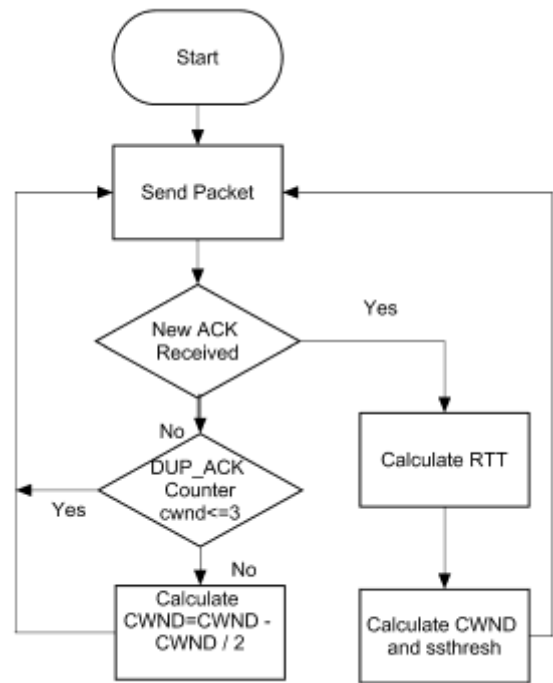 Start
Send Packet
New ACK
Received
Yes
No
Calculate RTT
DUP_ACK
Counter
cwnd<=3
Yes
No
Calculate
CWND=CWND -
CWND / 2
Calculate CWND
and ssthresh